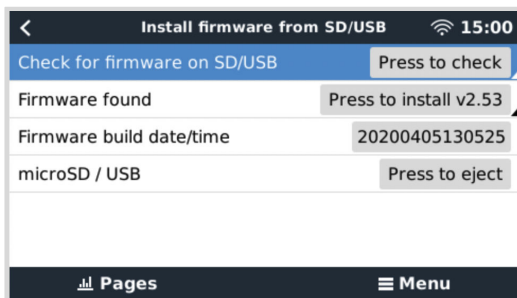 Install firmware from SD/USB 15:00
Check for firmware on SD/USB Press to check
Firmware found Press to install v2.53
Firmware build date/time 20200405130525
microSD / USB Press to eject
Pages Menu